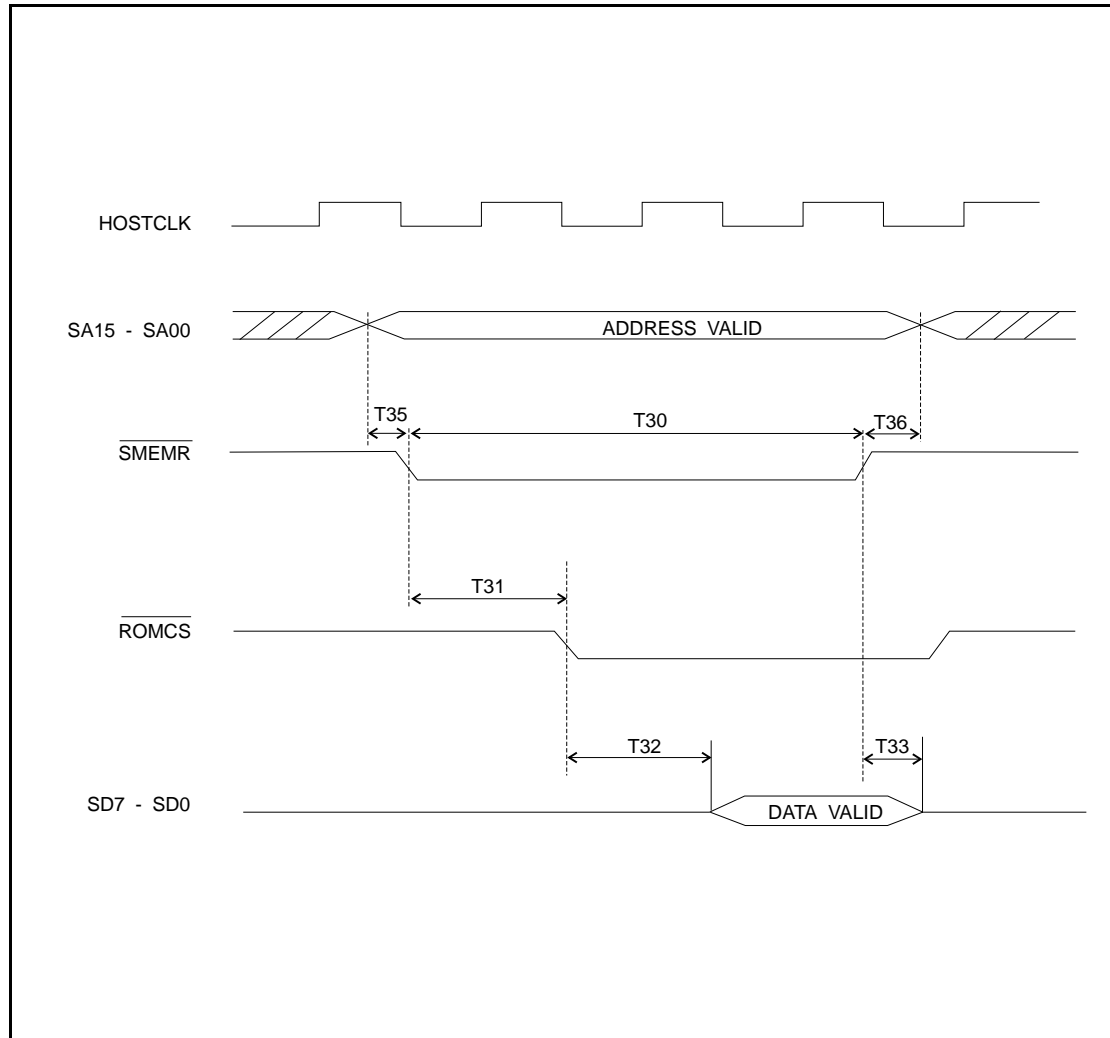 HOSTCLK
SA15 - SA00
ADDRESS VALID
T35
T30
T36
SMEMR
T31
ROMCS
T32
T33
SD7 - SD0
DATA VALID